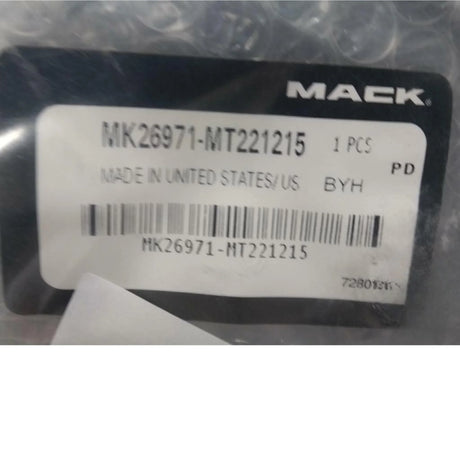 MACK
MK26971-MT221215 1 PCS
PD
MADE IN UNITED STATES/US BYH
MK26971-MT221215